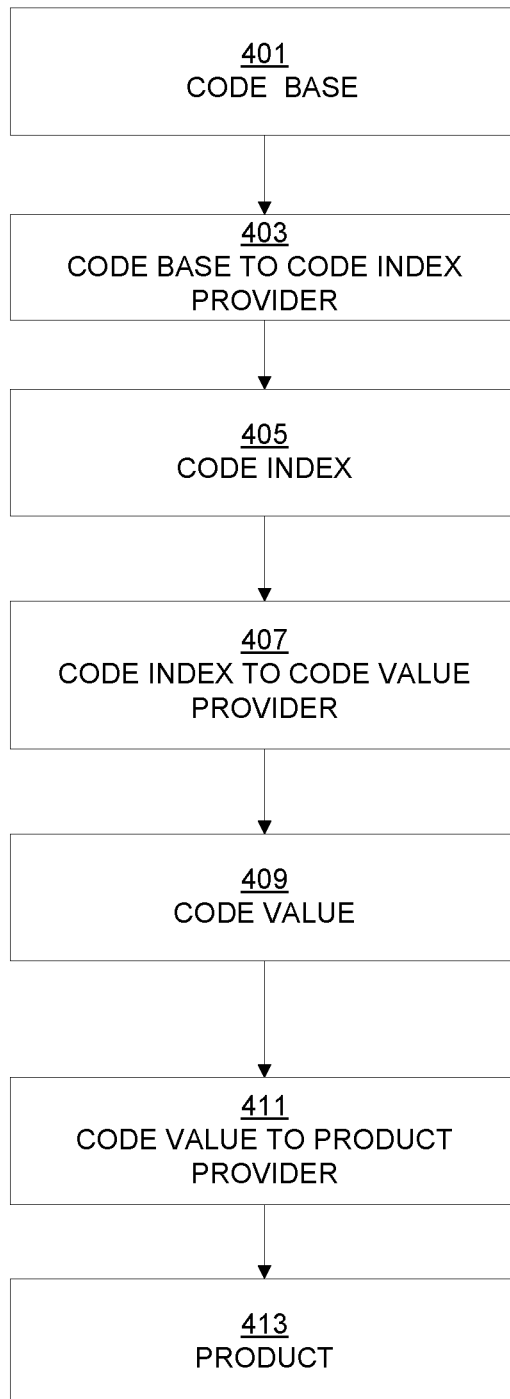 401
CODE BASE
403
CODE BASE TO CODE INDEX
PROVIDER
405
CODE INDEX
407
CODE INDEX TO CODE VALUE
PROVIDER
409
CODE VALUE
411
CODE VALUE TO PRODUCT
PROVIDER
413
PRODUCT